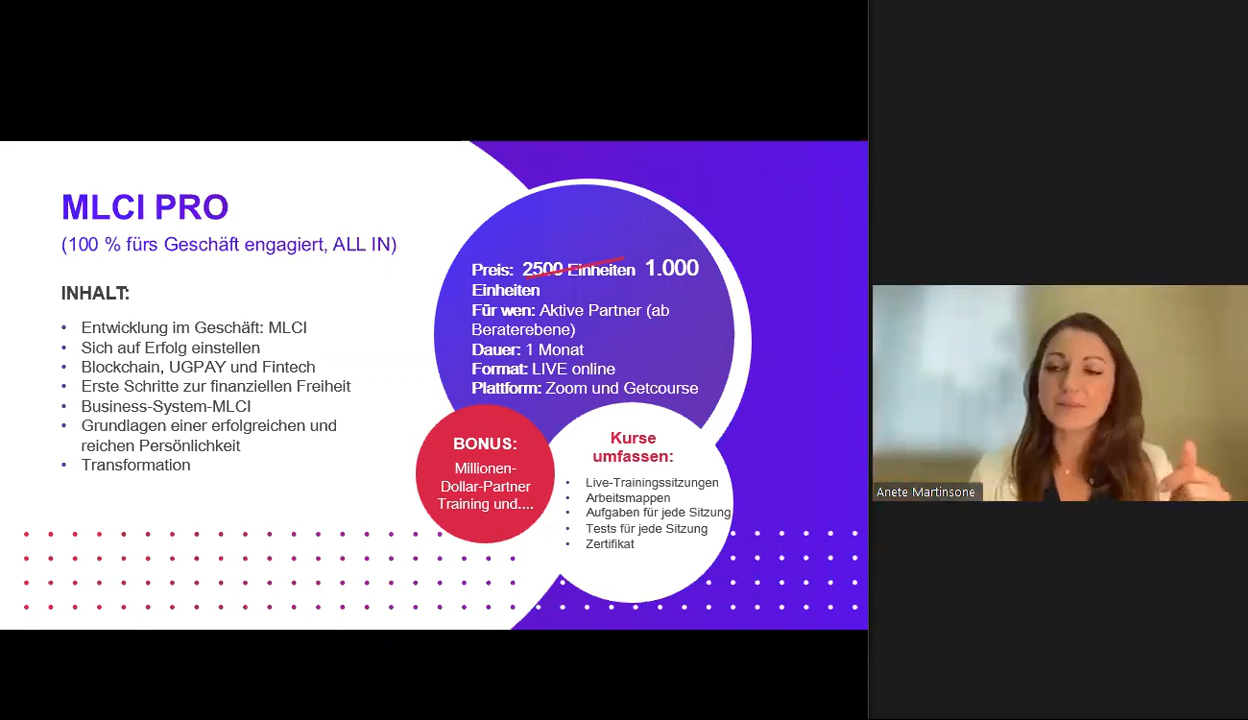 MLCI PRO
(100 % fürs Geschäft engagiert, ALL IN)
INHALT:
• Entwicklung im Geschäft: MLCI
• Sich auf Erfolg einstellen
• Blockchain, UGPAY und Fintech
• Erste Schritte zur finanziellen Freiheit
• Business-System-MLCI
• Grundlagen einer erfolgreichen und
reichen Persönlichkeit
• Transformation
Preis: 2500 Einheiten 1.000
Einheiten
Für wen: Aktive Partner (ab
Beraterebene)
Dauer: 1 Monat
Format: LIVE online
Plattform: Zoom und Getcourse
BONUS:
Millionen-
Dollar-Partner
Training und....
Kurse
umfassen:
• Live-Trainingssitzungen
• Arbeitsmappen
• Aufgaben für jede Sitzung
• Tests für jede Sitzung
• Zertifikat
Anete Martinsone